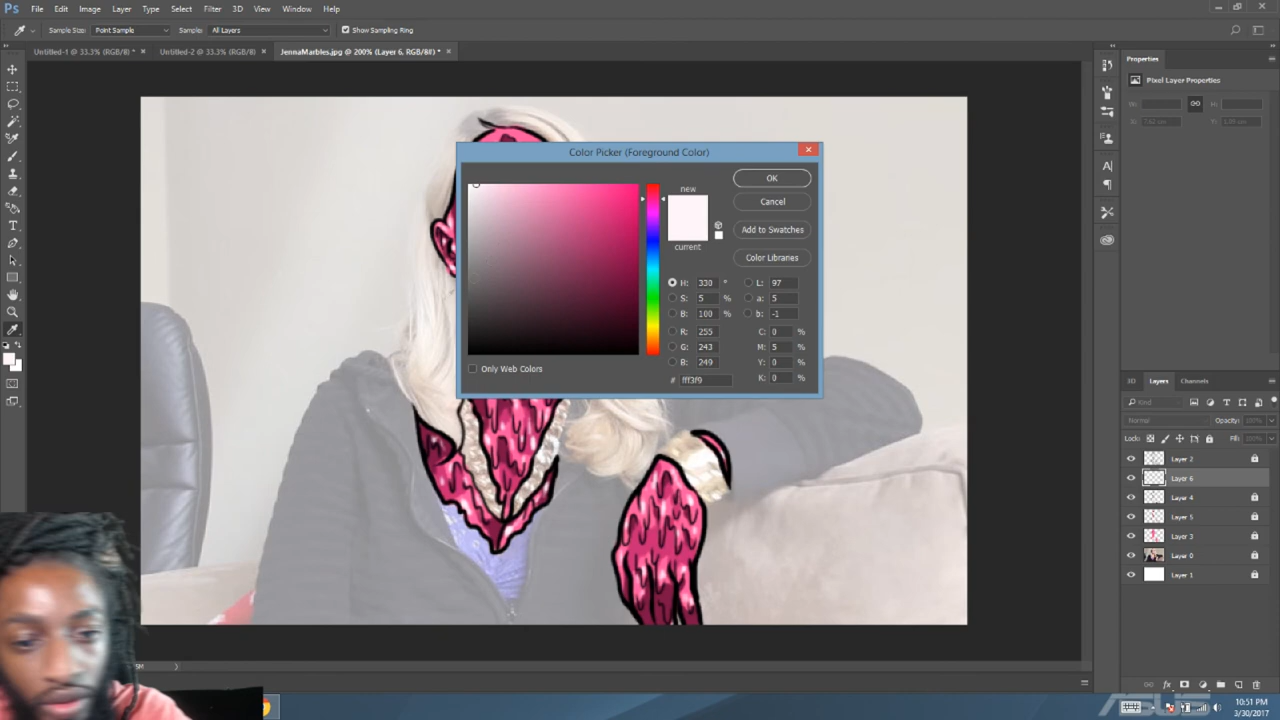 Ps File Edit Image Layer Type Select Filter 3D View Window Help
Sample Size: Point Sample Sample: All Layers Show Sampling Ring
Untitled-1 @ 33.3% (RGB/8) * × Untitled-2 @ 33.3% (RGB/8) × JennaMarbles.jpg @ 200% (Layer 6, RGB/8#) * ×
Properties
Pixel Layer Properties
W: H:
X: Y:
Color Picker (Foreground Color)
new
current
OK
Cancel
Add to Swatches
Color Libraries
H: 330 ° L: 97
S: 5 % a: 5
B: 100 % b: -1
R: 255 C: 0 %
G: 243 M: 5 %
B: 249 Y: 0 %
# fff3f9 K: 0 %
Only Web Colors
3D Layers Channels
Kind
Normal Opacity: 100%
Lock: Fill:
Layer 2
Layer 6
Layer 4
Layer 5
Layer 3
Layer 0
Layer 1
ASUS
10:51 PM
3/30/2017